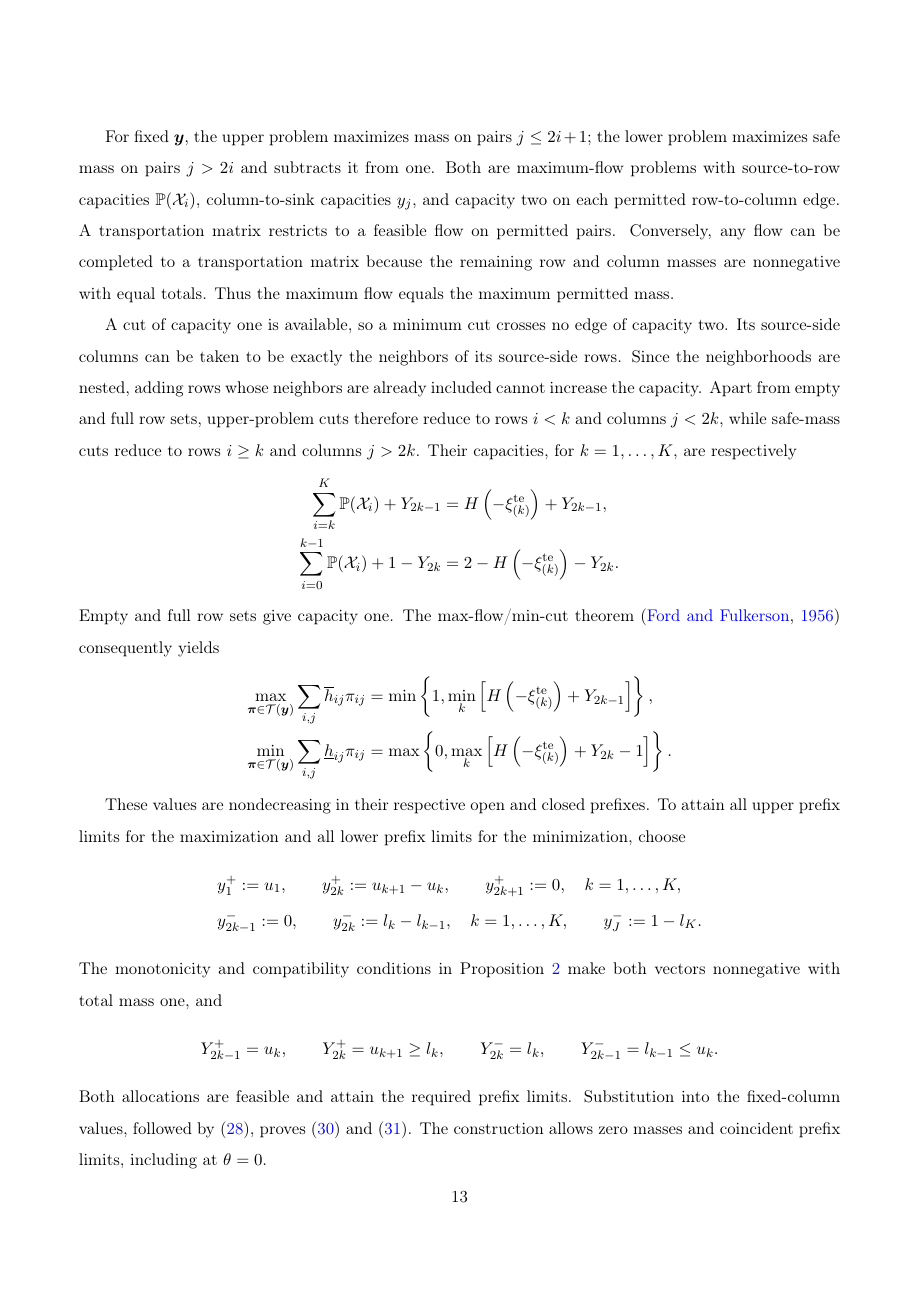 For fixed y, the upper problem maximizes mass on pairs j ≤ 2i+1; the lower problem maximizes safe
mass on pairs j > 2i and subtracts it from one. Both are maximum-flow problems with source-to-row
capacities ℙ(𝒳_i), column-to-sink capacities y_j, and capacity two on each permitted row-to-column edge.
A transportation matrix restricts to a feasible flow on permitted pairs. Conversely, any flow can be
completed to a transportation matrix because the remaining row and column masses are nonnegative
with equal totals. Thus the maximum flow equals the maximum permitted mass.
A cut of capacity one is available, so a minimum cut crosses no edge of capacity two. Its source-side
columns can be taken to be exactly the neighbors of its source-side rows. Since the neighborhoods are
nested, adding rows whose neighbors are already included cannot increase the capacity. Apart from empty
and full row sets, upper-problem cuts therefore reduce to rows i < k and columns j < 2k, while safe-mass
cuts reduce to rows i ≥ k and columns j > 2k. Their capacities, for k = 1, . . . , K, are respectively
∑_{i=k}^{K} ℙ(𝒳_i) + Y_{2k−1} = H(−ξ_{(k)}^{te}) + Y_{2k−1},
∑_{i=0}^{k−1} ℙ(𝒳_i) + 1 − Y_{2k} = 2 − H(−ξ_{(k)}^{te}) − Y_{2k}.
Empty and full row sets give capacity one. The max-flow/min-cut theorem (Ford and Fulkerson, 1956)
consequently yields
max_{π∈𝒯(y)} ∑_{i,j} h̅_{ij}π_{ij} = min {1, min_k [H(−ξ_{(k)}^{te}) + Y_{2k−1}]} ,
min_{π∈𝒯(y)} ∑_{i,j} h̲_{ij}π_{ij} = max {0, max_k [H(−ξ_{(k)}^{te}) + Y_{2k} − 1]} .
These values are nondecreasing in their respective open and closed prefixes. To attain all upper prefix
limits for the maximization and all lower prefix limits for the minimization, choose
y_1^+ := u_1, y_{2k}^+ := u_{k+1} − u_k, y_{2k+1}^+ := 0, k = 1, . . . , K,
y_{2k−1}^− := 0, y_{2k}^− := l_k − l_{k−1}, k = 1, . . . , K, y_J^− := 1 − l_K.
The monotonicity and compatibility conditions in Proposition 2 make both vectors nonnegative with
total mass one, and
Y_{2k−1}^+ = u_k, Y_{2k}^+ = u_{k+1} ≥ l_k, Y_{2k}^− = l_k, Y_{2k−1}^− = l_{k−1} ≤ u_k.
Both allocations are feasible and attain the required prefix limits. Substitution into the fixed-column
values, followed by (28), proves (30) and (31). The construction allows zero masses and coincident prefix
limits, including at θ = 0.
13